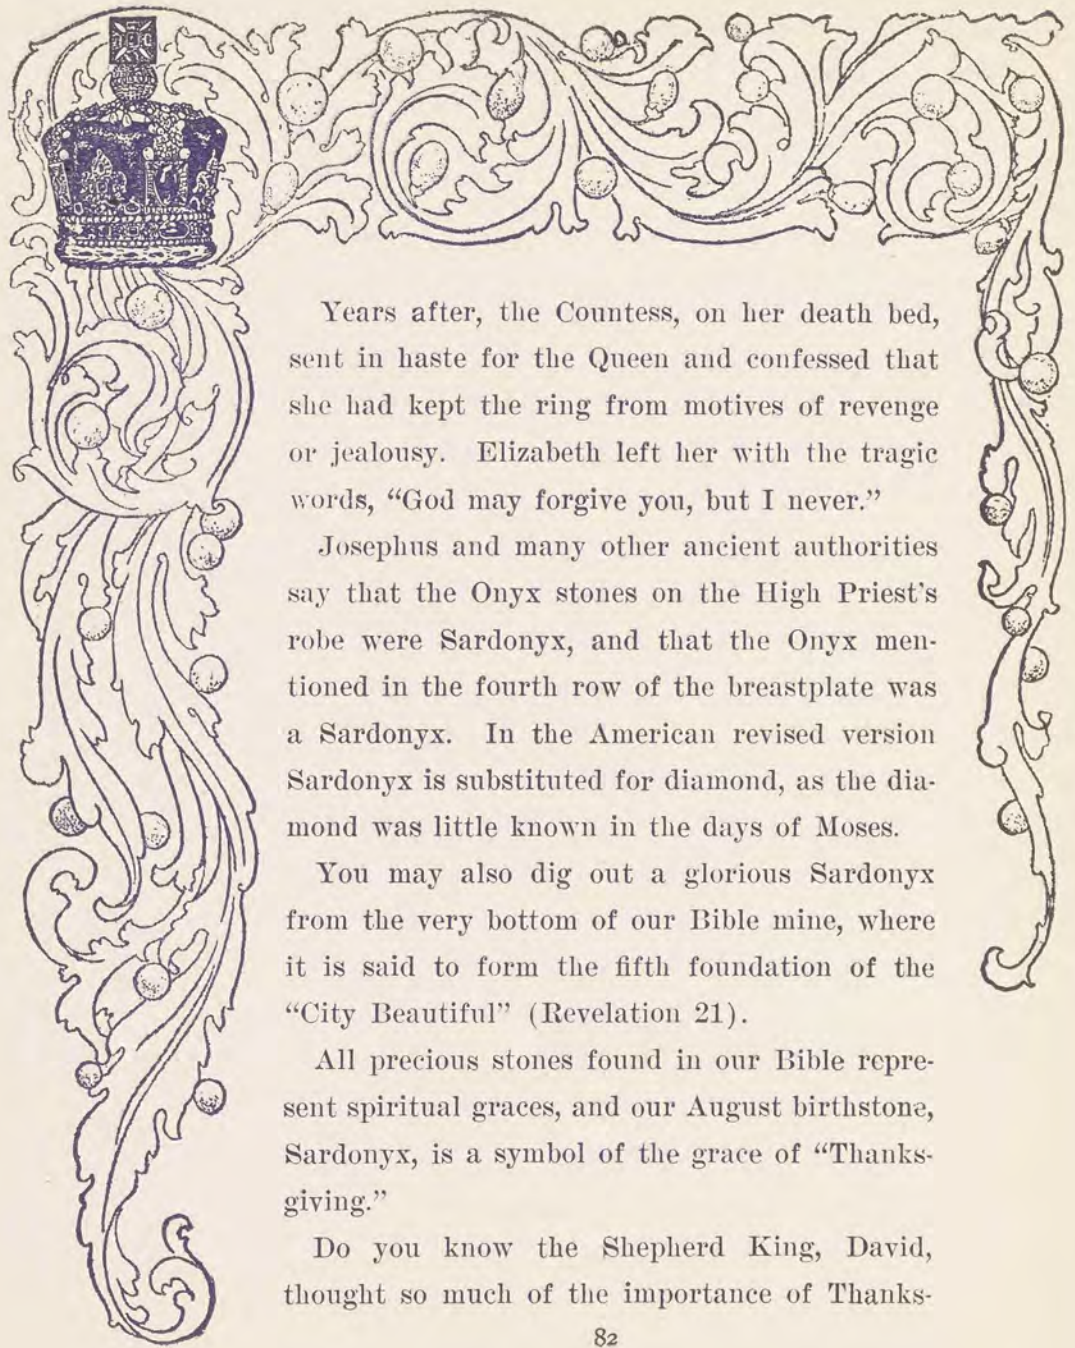 Years after, the Countess, on her death bed,
sent in haste for the Queen and confessed that
she had kept the ring from motives of revenge
or jealousy. Elizabeth left her with the tragic
words, “God may forgive you, but I never.”
Josephus and many other ancient authorities
say that the Onyx stones on the High Priest's
robe were Sardonyx, and that the Onyx men-
tioned in the fourth row of the breastplate was
a Sardonyx. In the American revised version
Sardonyx is substituted for diamond, as the dia-
mond was little known in the days of Moses.
You may also dig out a glorious Sardonyx
from the very bottom of our Bible mine, where
it is said to form the fifth foundation of the
“City Beautiful” (Revelation 21).
All precious stones found in our Bible repre-
sent spiritual graces, and our August birthstone,
Sardonyx, is a symbol of the grace of “Thanks-
giving.”
Do you know the Shepherd King, David,
thought so much of the importance of Thanks-
82